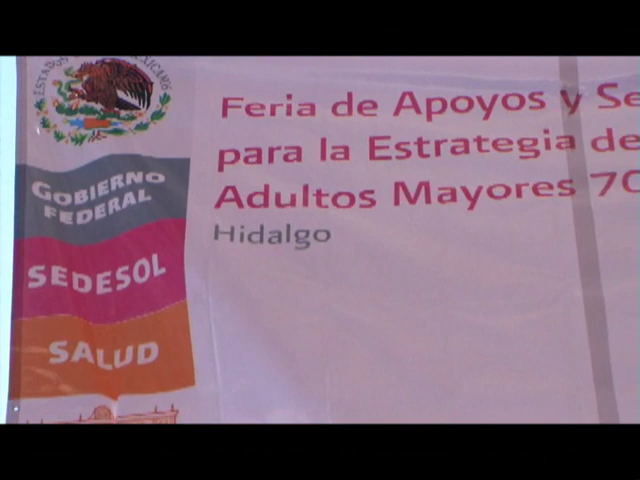 GOBIERNO
FEDERAL
SEDESOL
SALUD
Feria de Apoyos y Se
para la Estrategia de
Adultos Mayores 70
Hidalgo